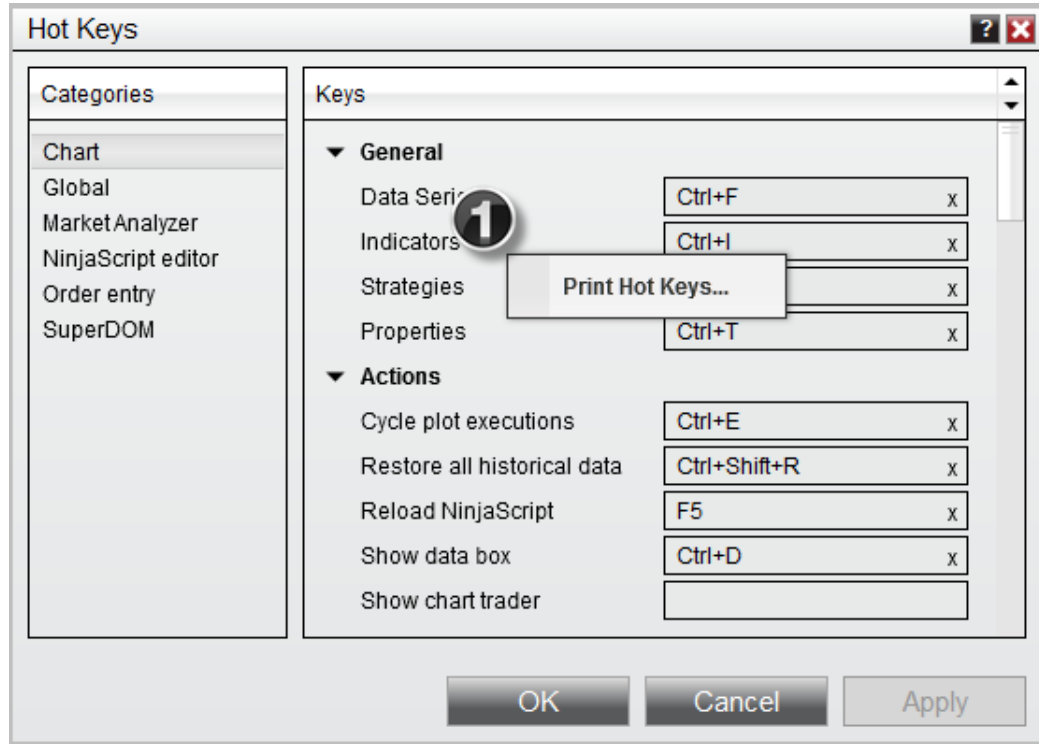 Hot Keys
?
Categories
Chart
Global
Market Analyzer
NinjaScript editor
Order entry
SuperDOM
Keys
General
Data Seri
Ctrl+F x
1
Indicators
Ctrl+I x
Strategies
x
Print Hot Keys...
Properties
Ctrl+T x
Actions
Cycle plot executions
Ctrl+E x
Restore all historical data
Ctrl+Shift+R x
Reload NinjaScript
F5 x
Show data box
Ctrl+D x
Show chart trader
OK
Cancel
Apply